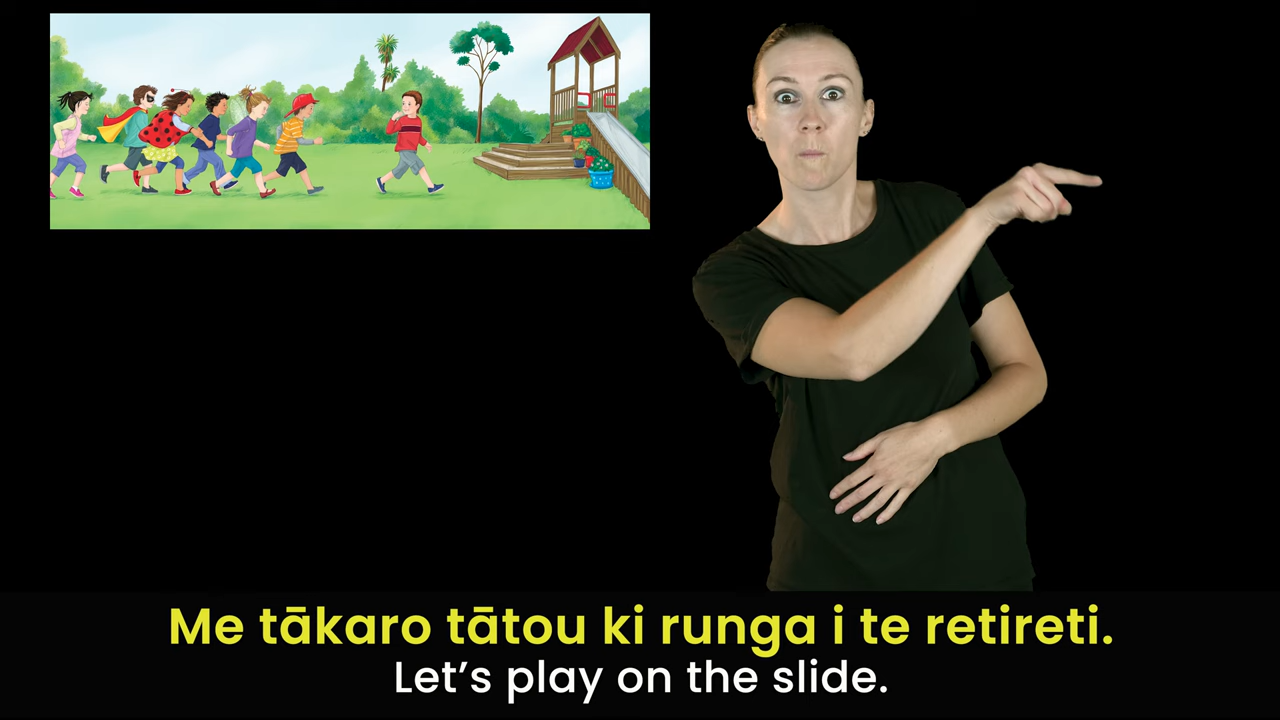 Me tākaro tātou ki runga i te retireti.
Let’s play on the slide.